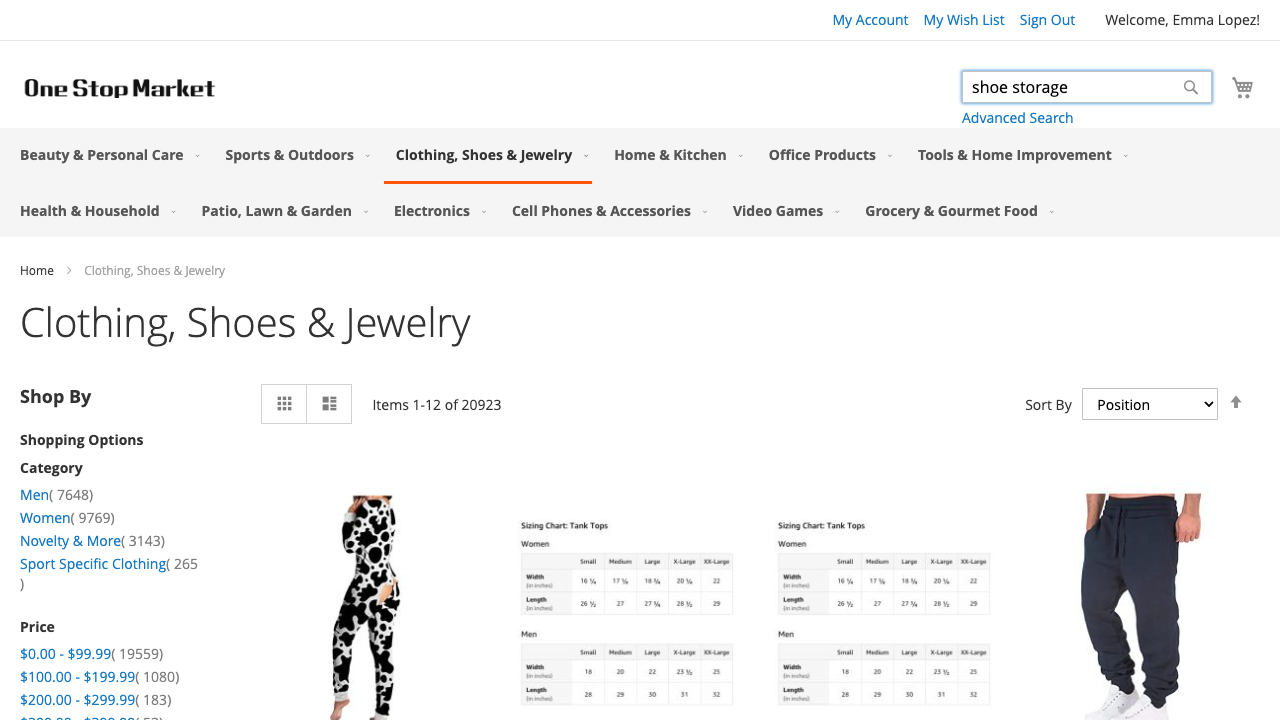 My Account My Wish List Sign Out Welcome, Emma Lopez!
One Stop Market
shoe storage
Advanced Search
Beauty & Personal Care Sports & Outdoors Clothing, Shoes & Jewelry Home & Kitchen Office Products Tools & Home Improvement
Health & Household Patio, Lawn & Garden Electronics Cell Phones & Accessories Video Games Grocery & Gourmet Food
Home Clothing, Shoes & Jewelry
Clothing, Shoes & Jewelry
Shop By
Items 1-12 of 20923
Sort By Position
Shopping Options
Category
Men( 7648)
Women( 9769)
Novelty & More( 3143)
Sport Specific Clothing( 265
)
Price
$0.00 - $99.99( 19559)
$100.00 - $199.99( 1080)
$200.00 - $299.99( 183)
$300.00 - $399.99( 53)
Sizing Chart: Tank Tops
Women
Small Medium Large X-Large XX-Large
Width 16 ¼ 17 ¼ 18 ¾ 20 ¼ 22
(in inches)
Length 26 ½ 27 27 ¾ 28 ½ 29
(in inches)
Men
Small Medium Large X-Large XX-Large
Width 18 20 22 23 ½ 25
(in inches)
Length 28 29 30 31 32
(in inches)
Sizing Chart: Tank Tops
Women
Small Medium Large X-Large XX-Large
Width 16 ¼ 17 ¼ 18 ¾ 20 ¼ 22
(in inches)
Length 26 ½ 27 27 ¾ 28 ½ 29
(in inches)
Men
Small Medium Large X-Large XX-Large
Width 18 20 22 23 ½ 25
(in inches)
Length 28 29 30 31 32
(in inches)